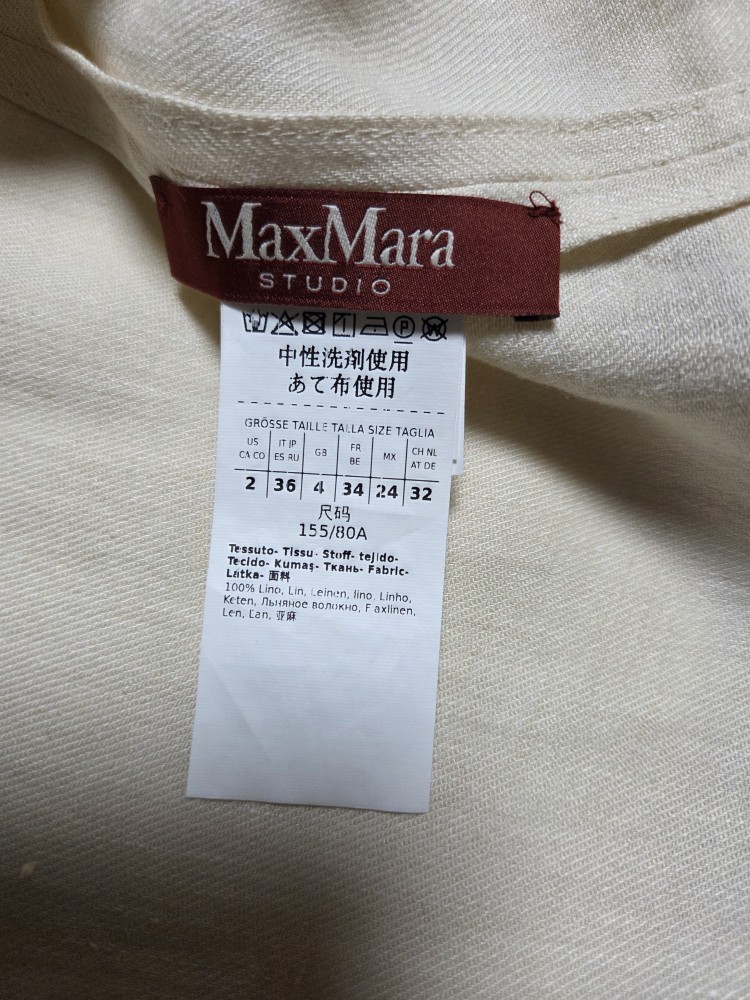 MaxMara
STUDIO
中性洗剤使用
あて布使用
GRÖSSE TAILLE TALLA SIZE TAGLIA
US CA CO
IT JP ES RU
GB
FR BE
MX
CH NL AT DE
2 36 4 34 24 32
尺码
155/80A
Tessuto- Tissu- Stoff- tejido-
Tecido- Kumaş- Ткань- Fabric-
Látka- 面料
100% Lino, Lin, Leinen, lino, Linho,
Keten, Льняное волокно, Flaxlinen,
Len, Ľan, 亚麻